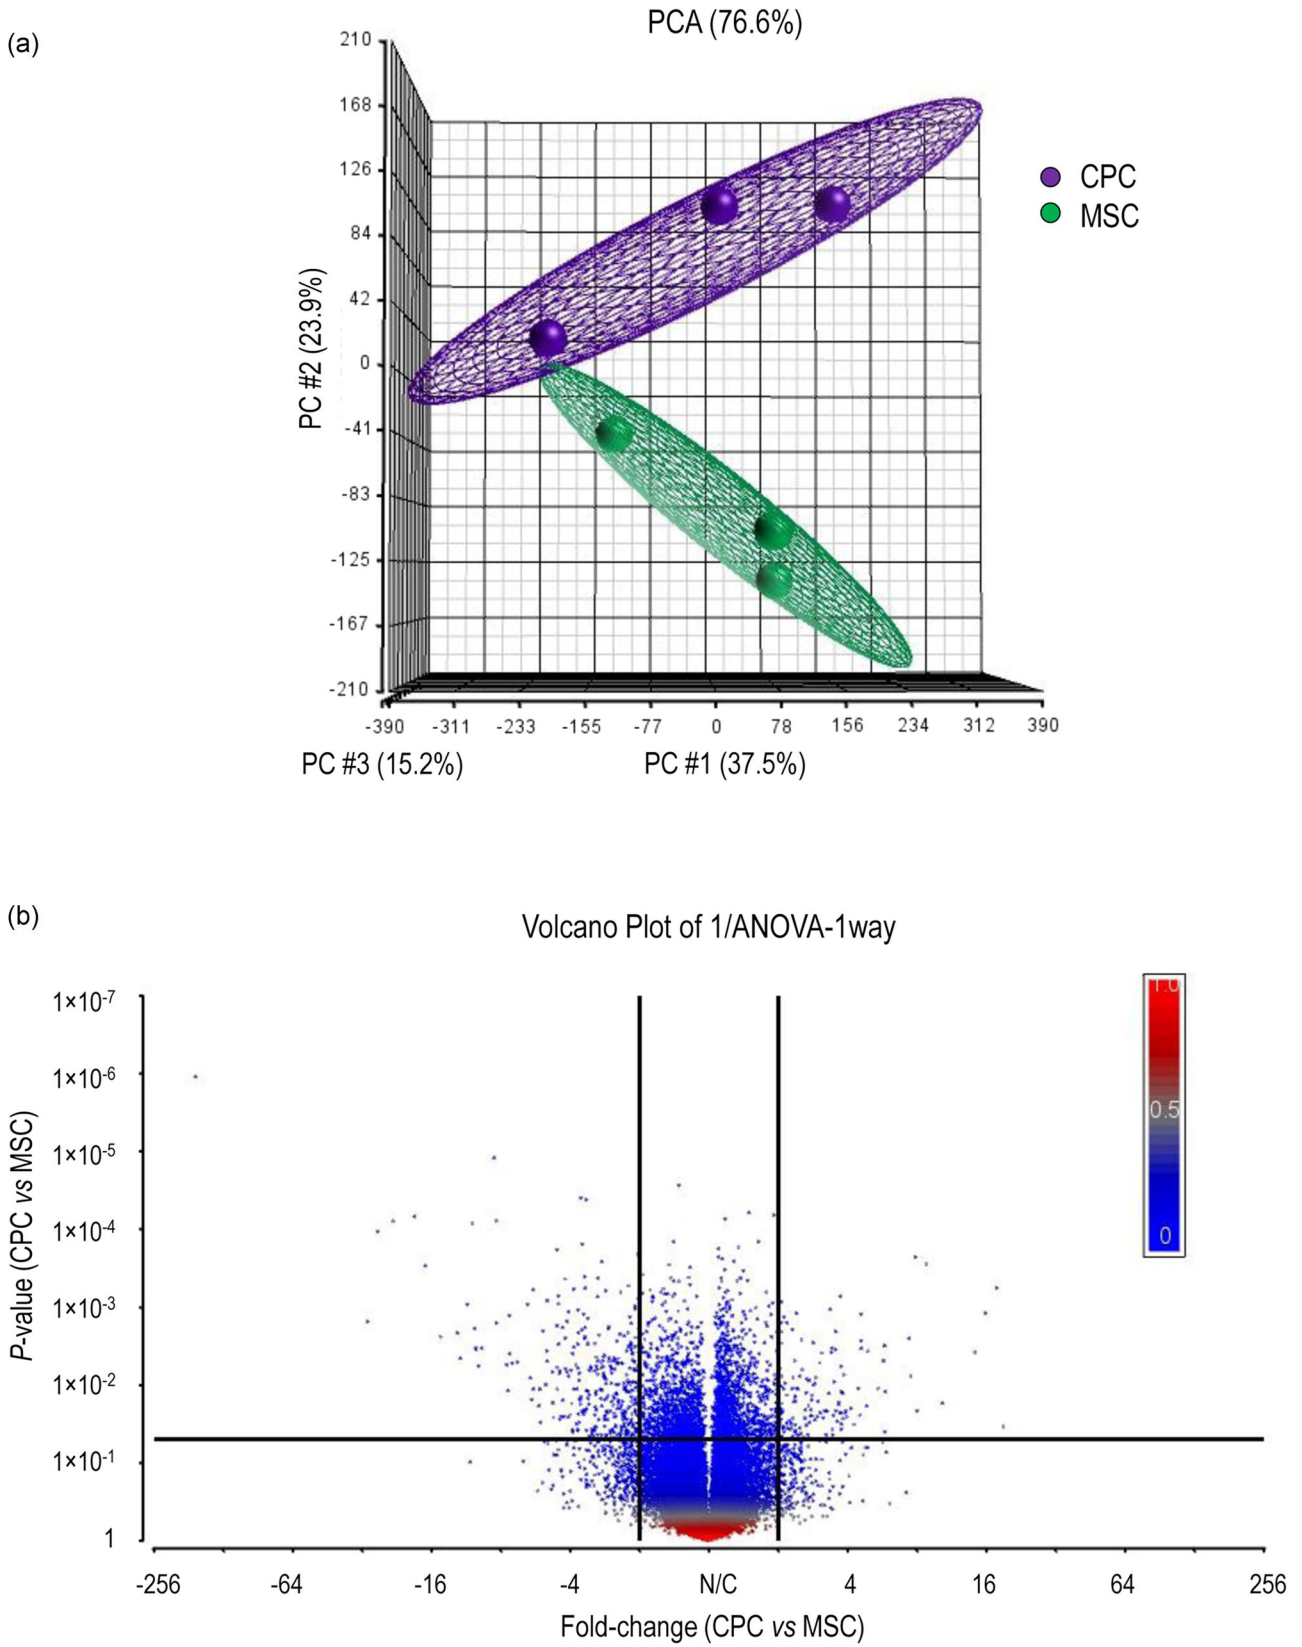 (a)
PCA (76.6%)
210
168
126
84
42
0
-41
-83
-125
-167
-210
PC #2 (23.9%)
CPC
MSC
-390 -311 -233 -155 -77 0 78 156 234 312 390
PC #3 (15.2%) PC #1 (37.5%)
(b)
Volcano Plot of 1/ANOVA-1way
1×10-7
1×10-6
1×10-5
1×10-4
1×10-3
1×10-2
1×10-1
1
P-value (CPC vs MSC)
1.0
0.5
0
-256 -64 -16 -4 N/C 4 16 64 256
Fold-change (CPC vs MSC)